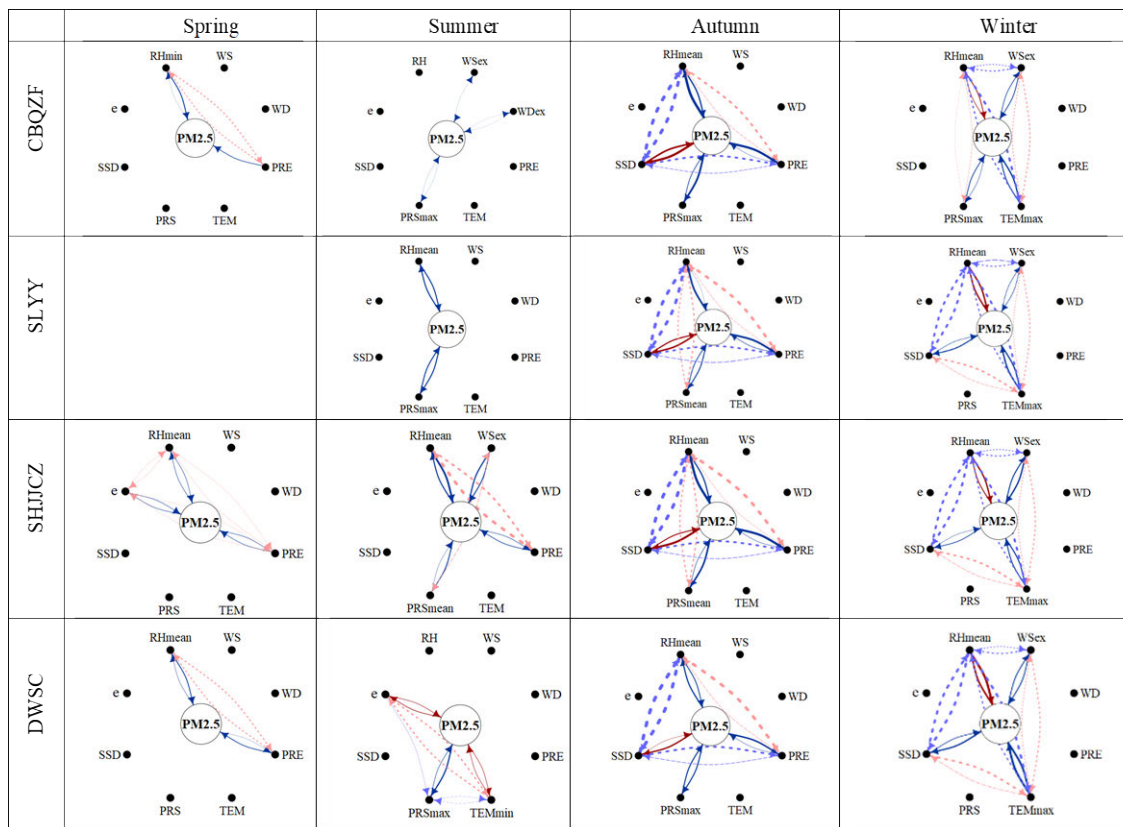 Spring Summer Autumn Winter
CBQZF
RHmin WS
e WD
PM2.5
SSD PRE
PRS TEM
RH WSex
e WDex
PM2.5
SSD PRE
PRSmax TEM
RHmean WS
e WD
PM2.5
SSD PRE
PRSmax TEM
RHmean WSex
e WD
PM2.5
SSD PRE
PRSmax TEMmax
SLYY
RHmean WS
e WD
PM2.5
SSD PRE
PRSmax TEM
RHmean WS
e WD
PM2.5
SSD PRE
PRSmean TEM
RHmean WSex
e WD
PM2.5
SSD PRE
PRS TEMmax
SHJJCZ
RHmean WS
e WD
PM2.5
SSD PRE
PRS TEM
RHmean WSex
e WD
PM2.5
SSD PRE
PRSmean TEM
RHmean WS
e WD
PM2.5
SSD PRE
PRSmean TEM
RHmean WSex
e WD
PM2.5
SSD PRE
PRS TEMmax
DWSC
RHmean WS
e WD
PM2.5
SSD PRE
PRS TEM
RH WS
e WD
PM2.5
SSD PRE
PRSmax TEMmin
RHmean WS
e WD
PM2.5
SSD PRE
PRSmax TEM
RHmean WSex
e WD
PM2.5
SSD PRE
PRS TEMmax